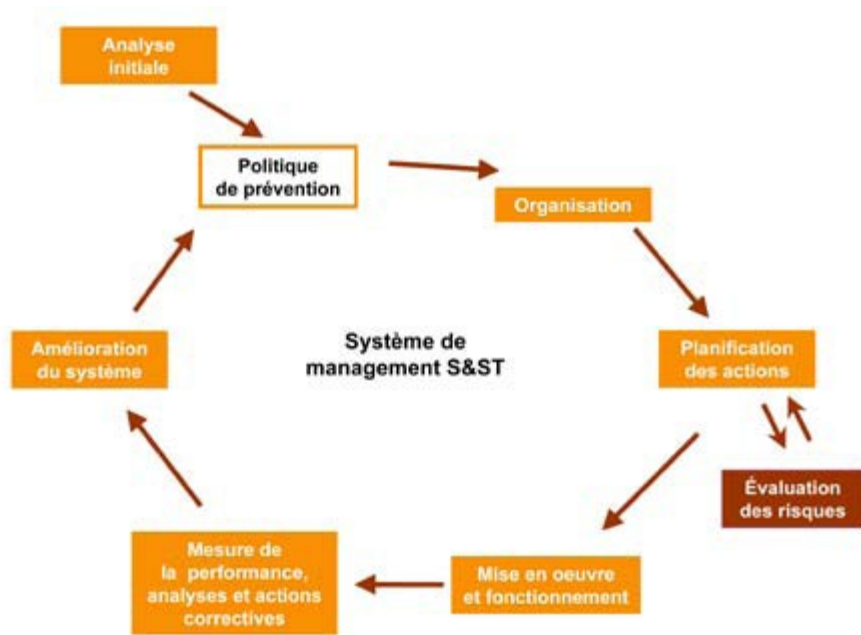 Analyse
initiale
Politique
de prévention
Organisation
Système de
management S&ST
Amélioration
du système
Planification
des actions
Évaluation
des risques
Mesure de
la performance,
analyses et actions
correctives
Mise en oeuvre
et fonctionnement